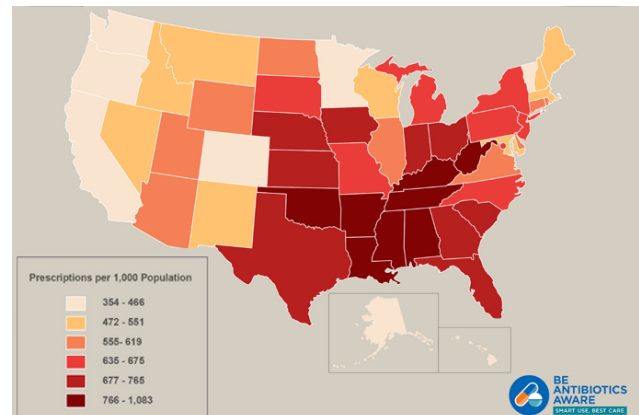 Prescriptions per 1,000 Population
354 - 466
472 - 551
555- 619
635 - 675
677 - 765
766 - 1,083
BE
ANTIBIOTICS
AWARE
SMART USE, BEST CARE